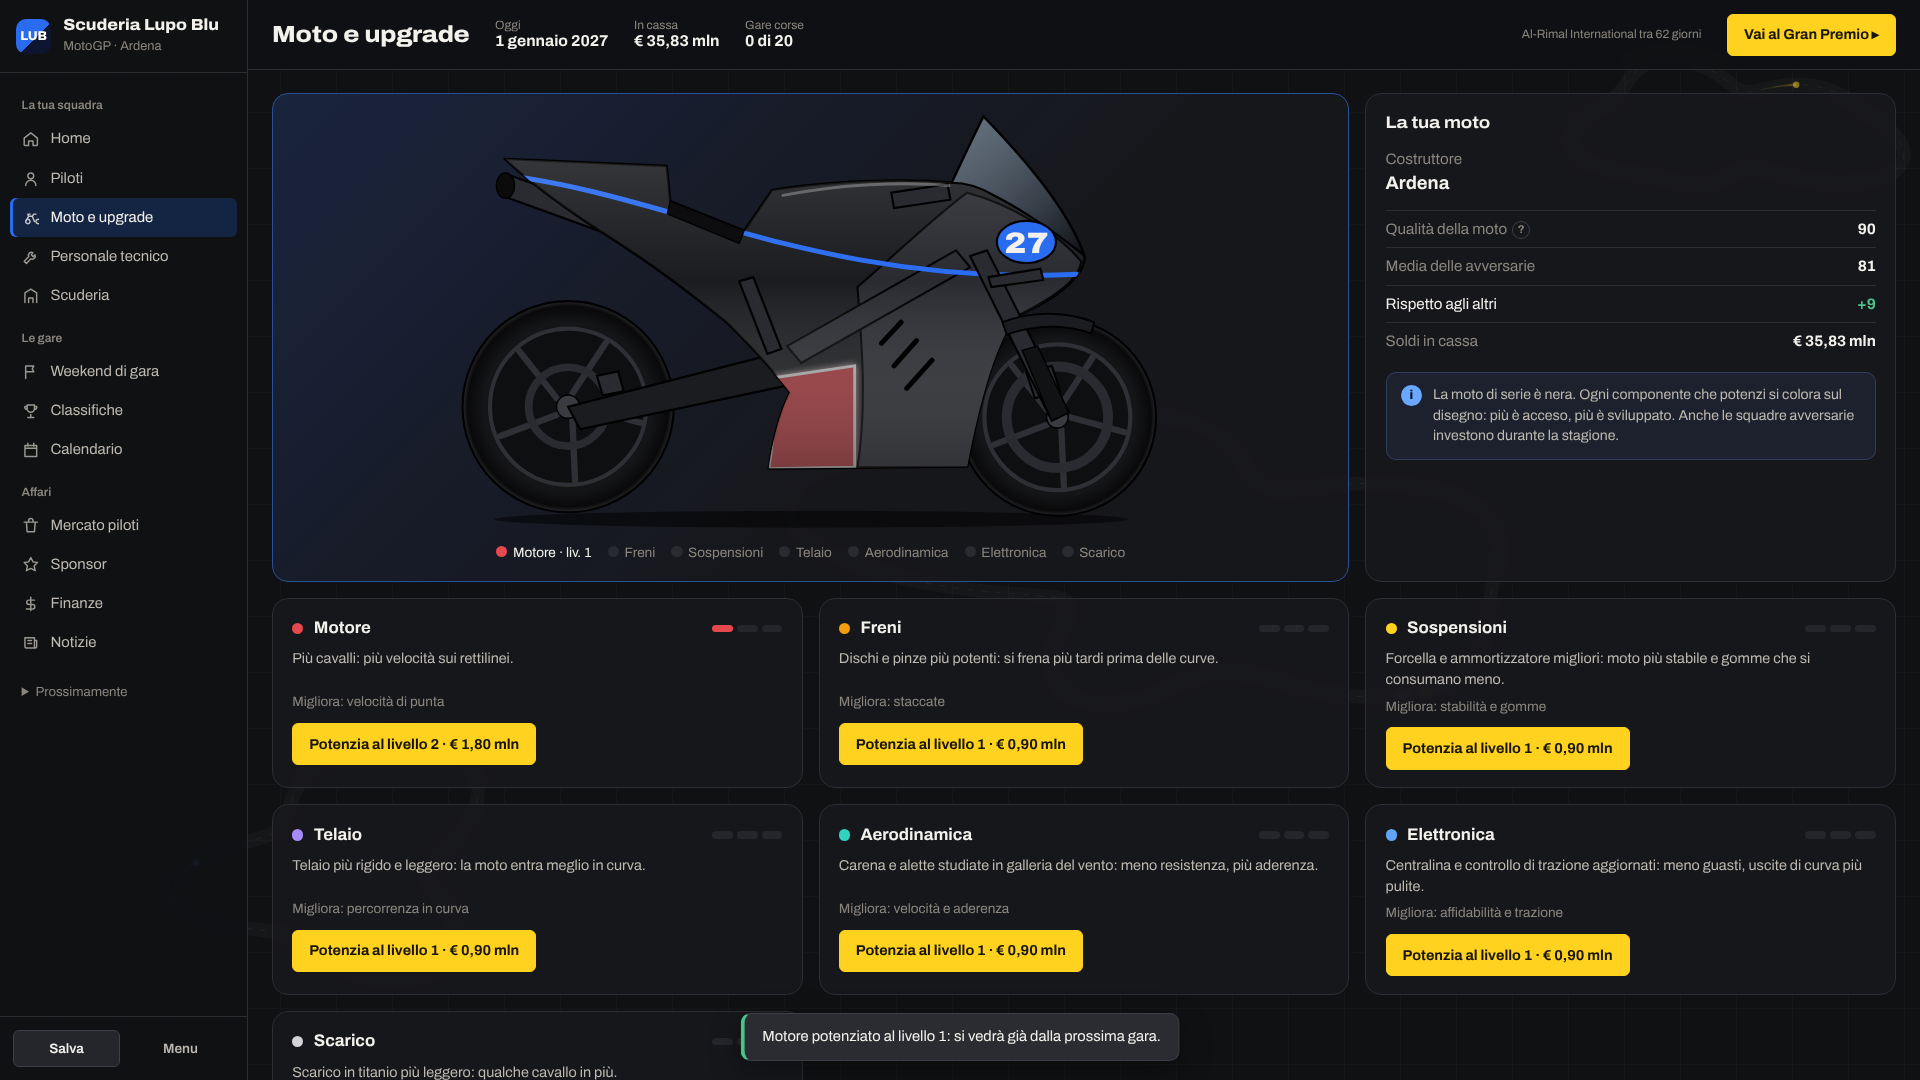 LUB
Scuderia Lupo Blu
MotoGP · Ardena
La tua squadra
Home
Piloti
Moto e upgrade
Personale tecnico
Scuderia
Le gare
Weekend di gara
Classifiche
Calendario
Affari
Mercato piloti
Sponsor
Finanze
Notizie
Prossimamente
Salva
Menu
Moto e upgrade
Oggi
1 gennaio 2027
In cassa
€ 35,83 mln
Gare corse
0 di 20
Al-Rimal International tra 62 giorni
Vai al Gran Premio ▸
27
Motore · liv. 1
Freni
Sospensioni
Telaio
Aerodinamica
Elettronica
Scarico
La tua moto
Costruttore
Ardena
Qualità della moto ? 90
Media delle avversarie 81
Rispetto agli altri +9
Soldi in cassa € 35,83 mln
i
La moto di serie è nera. Ogni componente che potenzi si colora sul
disegno: più è acceso, più è sviluppato. Anche le squadre avversarie
investono durante la stagione.
Motore
Più cavalli: più velocità sui rettilinei.
Migliora: velocità di punta
Potenzia al livello 2 · € 1,80 mln
Freni
Dischi e pinze più potenti: si frena più tardi prima delle curve.
Migliora: staccate
Potenzia al livello 1 · € 0,90 mln
Sospensioni
Forcella e ammortizzatore migliori: moto più stabile e gomme che si
consumano meno.
Migliora: stabilità e gomme
Potenzia al livello 1 · € 0,90 mln
Telaio
Telaio più rigido e leggero: la moto entra meglio in curva.
Migliora: percorrenza in curva
Potenzia al livello 1 · € 0,90 mln
Aerodinamica
Carena e alette studiate in galleria del vento: meno resistenza, più aderenza.
Migliora: velocità e aderenza
Potenzia al livello 1 · € 0,90 mln
Elettronica
Centralina e controllo di trazione aggiornati: meno guasti, uscite di curva più
pulite.
Migliora: affidabilità e trazione
Potenzia al livello 1 · € 0,90 mln
Scarico
Scarico in titanio più leggero: qualche cavallo in più.
Motore potenziato al livello 1: si vedrà già dalla prossima gara.